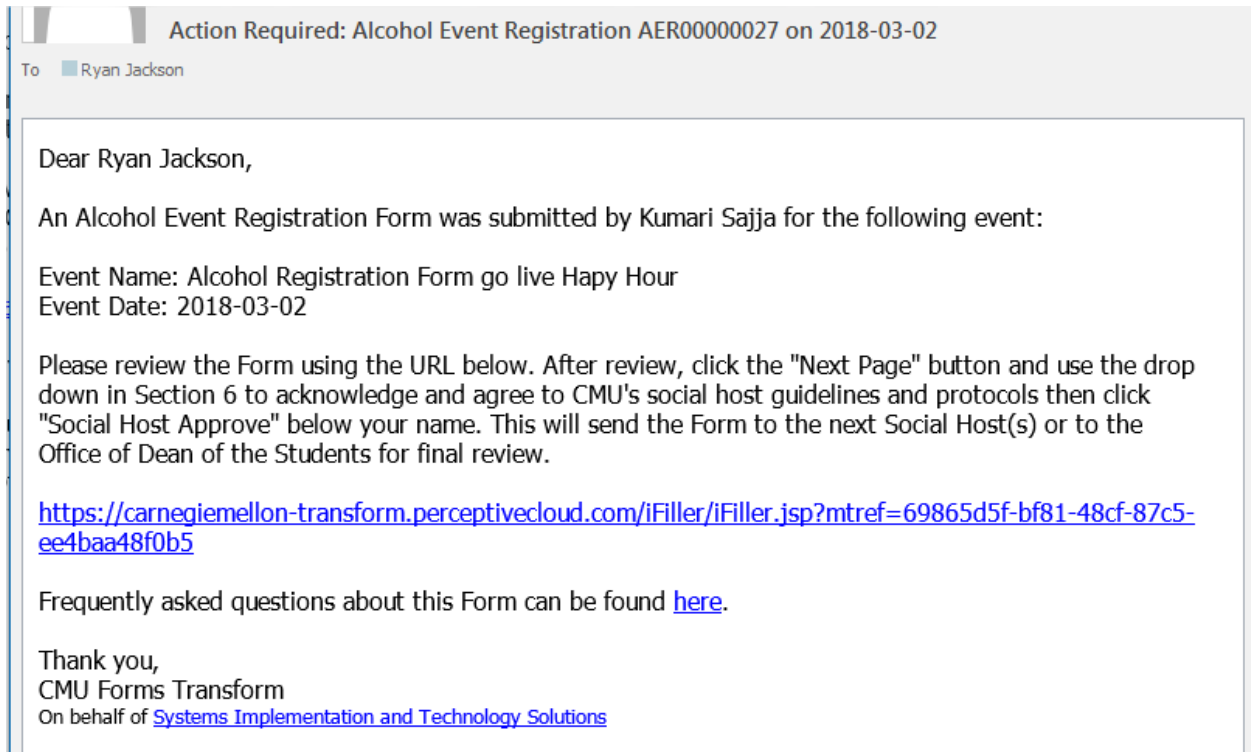 Action Required: Alcohol Event Registration AER00000027 on 2018-03-02
To Ryan Jackson
Dear Ryan Jackson,
An Alcohol Event Registration Form was submitted by Kumari Sajja for the following event:
Event Name: Alcohol Registration Form go live Hapy Hour
Event Date: 2018-03-02
Please review the Form using the URL below. After review, click the "Next Page" button and use the drop
down in Section 6 to acknowledge and agree to CMU's social host guidelines and protocols then click
"Social Host Approve" below your name. This will send the Form to the next Social Host(s) or to the
Office of Dean of the Students for final review.
https://carnegiemellon-transform.perceptivecloud.com/iFiller/iFiller.jsp?mtref=69865d5f-bf81-48cf-87c5-
ee4baa48f0b5
Frequently asked questions about this Form can be found here.
Thank you,
CMU Forms Transform
On behalf of Systems Implementation and Technology Solutions